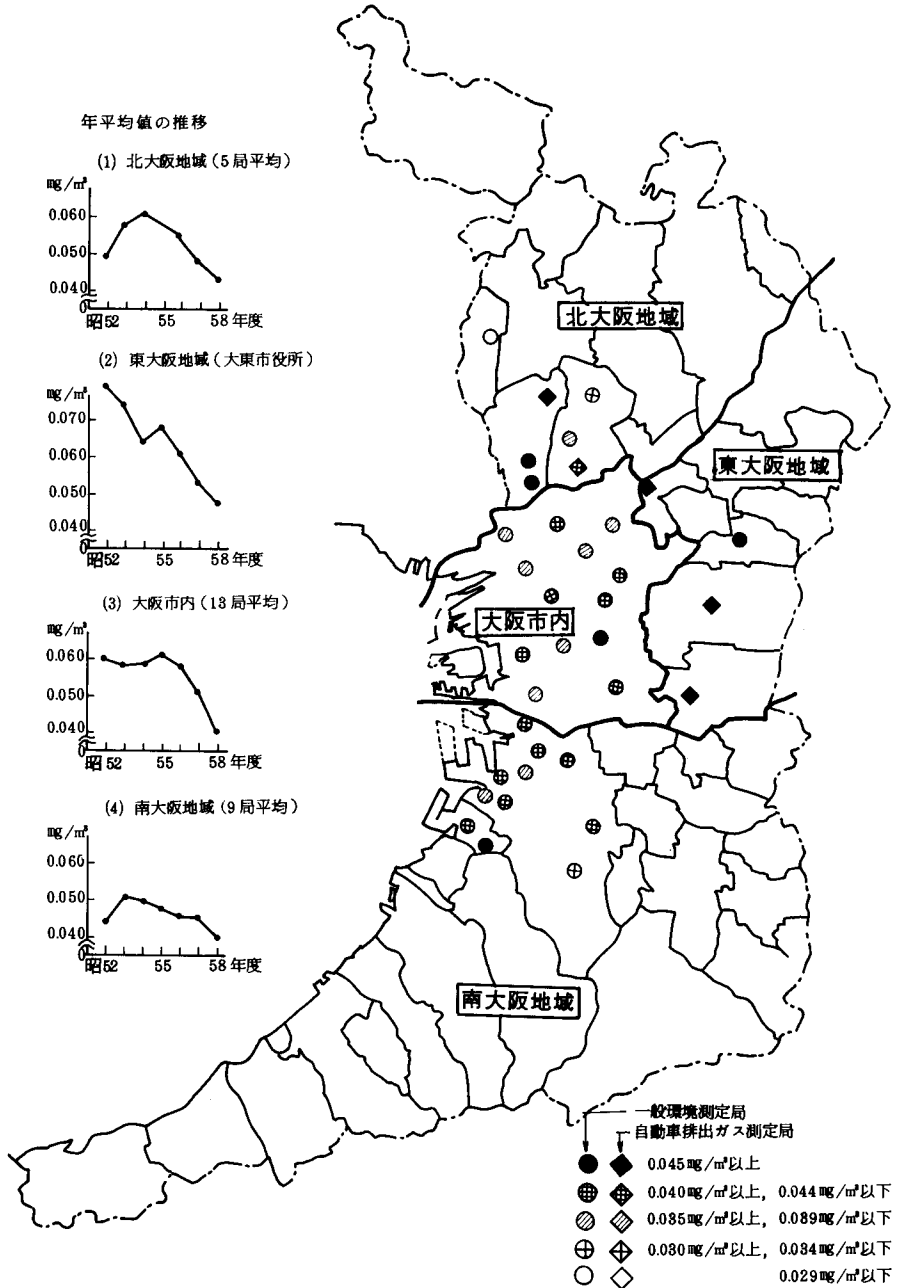 年平均値の推移
(1) 北大阪地域(5局平均)
mg/m³
0.060
0.050
0.040
0
昭52 55 58 年度
(2) 東大阪地域(大東市役所)
mg/m³
0.070
0.060
0.050
0.040
0
昭52 55 58 年度
(3) 大阪市内(13局平均)
mg/m³
0.060
0.050
0.040
0
昭52 55 58 年度
(4) 南大阪地域(9局平均)
mg/m³
0.060
0.050
0.040
0
昭52 55 58 年度
北大阪地域
東大阪地域
大阪市内
南大阪地域
一般環境測定局
自動車排出ガス測定局
0.045mg/m³以上
0.040mg/m³以上, 0.044mg/m³以下
0.035mg/m³以上, 0.039mg/m³以下
0.030mg/m³以上, 0.034mg/m³以下
0.029mg/m³以下